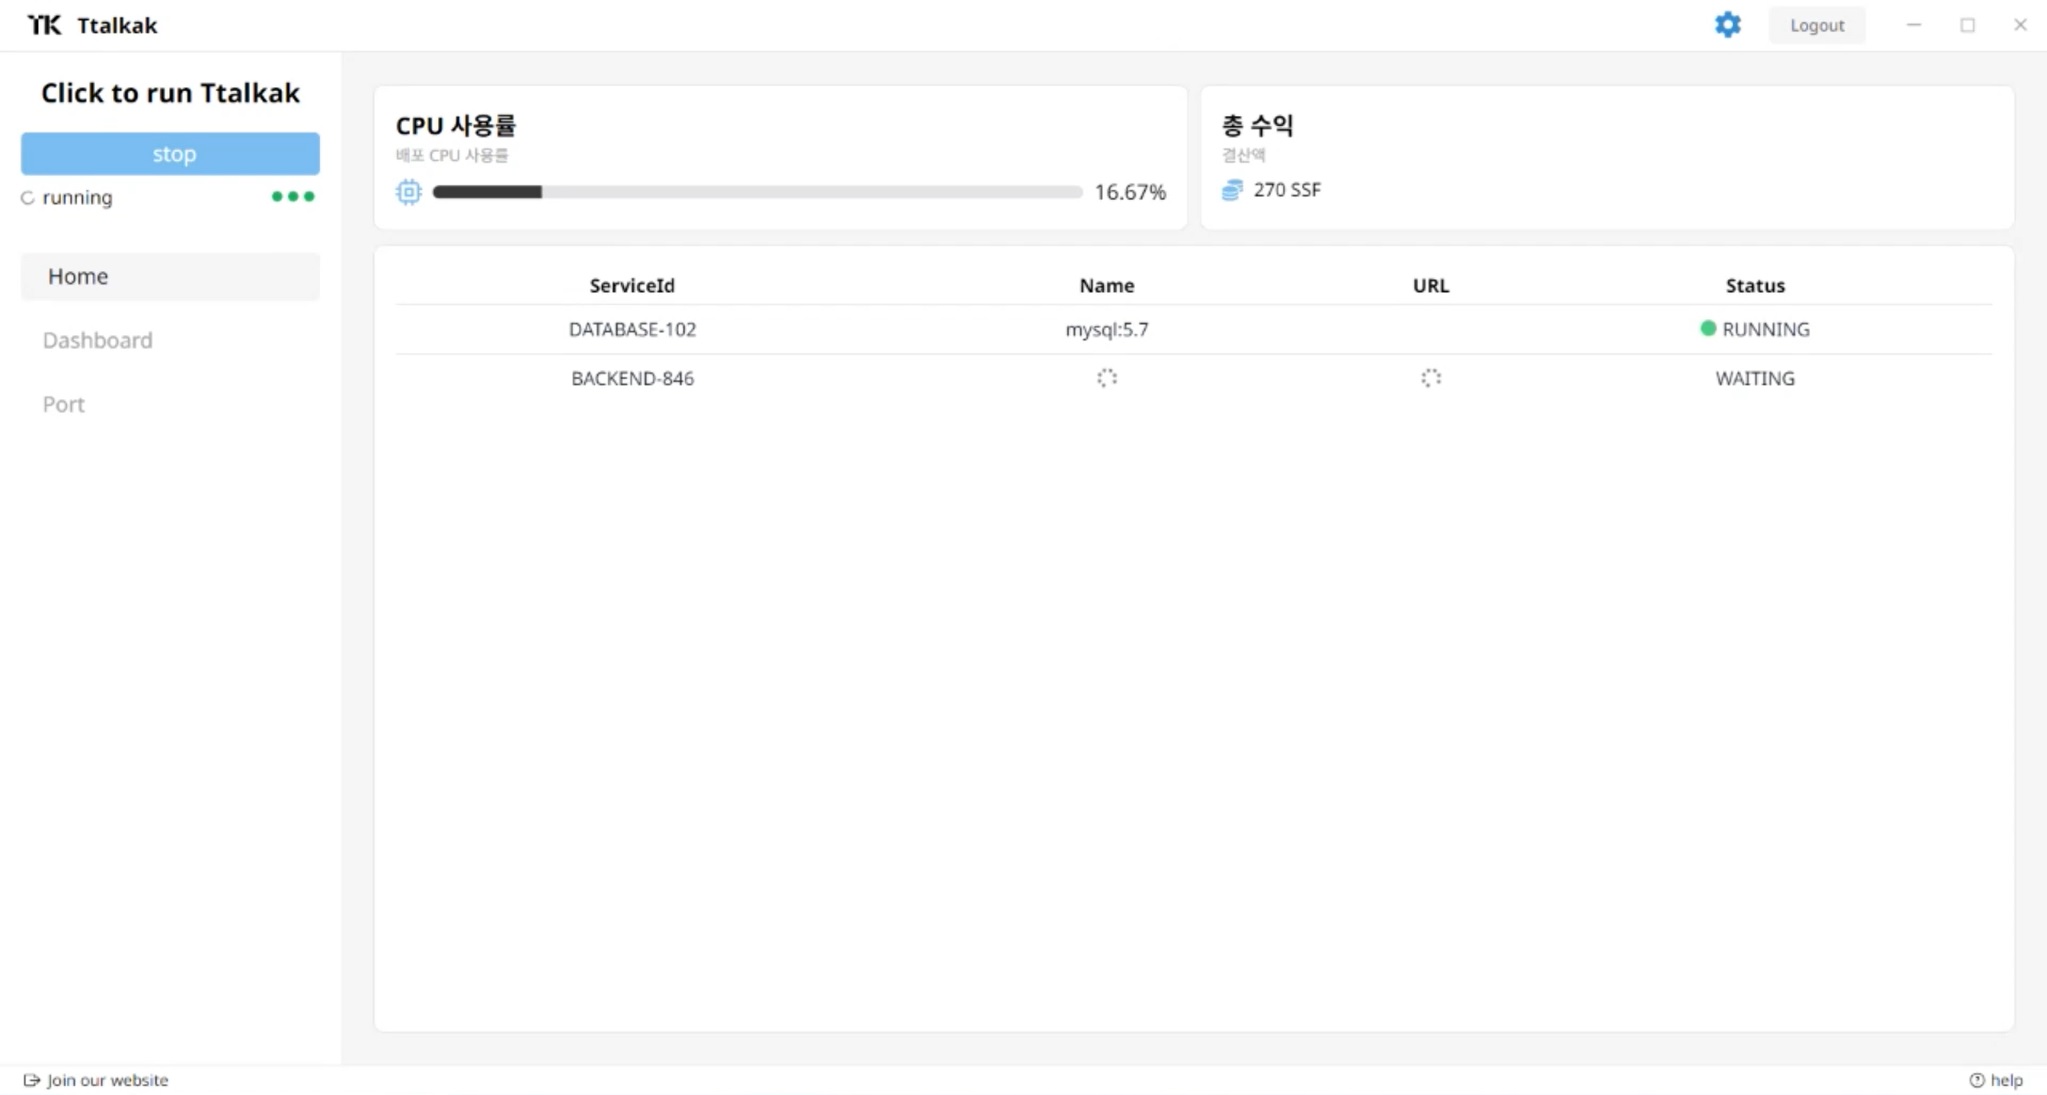 TK Ttalkak
Logout
Click to run Ttalkak
stop
running
Home
Dashboard
Port
CPU 사용률
배포 CPU 사용률
16.67%
총 수익
결산액
270 SSF
ServiceId Name URL Status
DATABASE-102 mysql:5.7 RUNNING
BACKEND-846 WAITING
Join our website
help